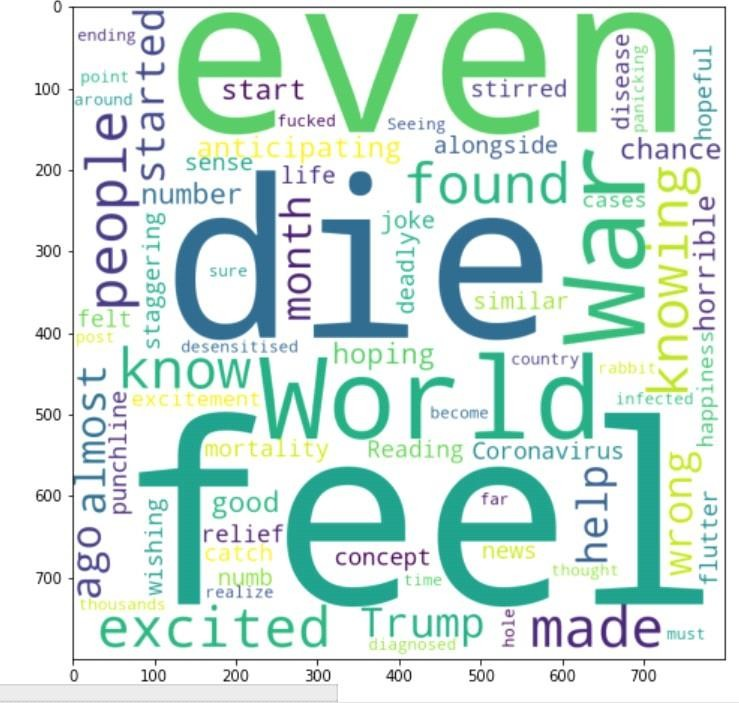 0
ending
started
even
point
around
100
start
stirred
disease
panicking
hopeful
fucked
Seeing
people
anticipating
alongside
chance
sense
200
number
life
found
cases
War
knowing
horrible
die
month
joke
deadly
staggering
300
sure
similar
felt
400
post
desensitised
hoping
country
know
World
rabbit
happiness
almost
punchline
excitement
become
infected
500
feel
mortality
Reading
Coronavirus
wrong
help
600
good
far
flutter
ago
wishing
relief
catch
concept
news
numb
time
thought
700
realize
thousands
excited
Trump
hole
made
must
diagnosed
0 100 200 300 400 500 600 700